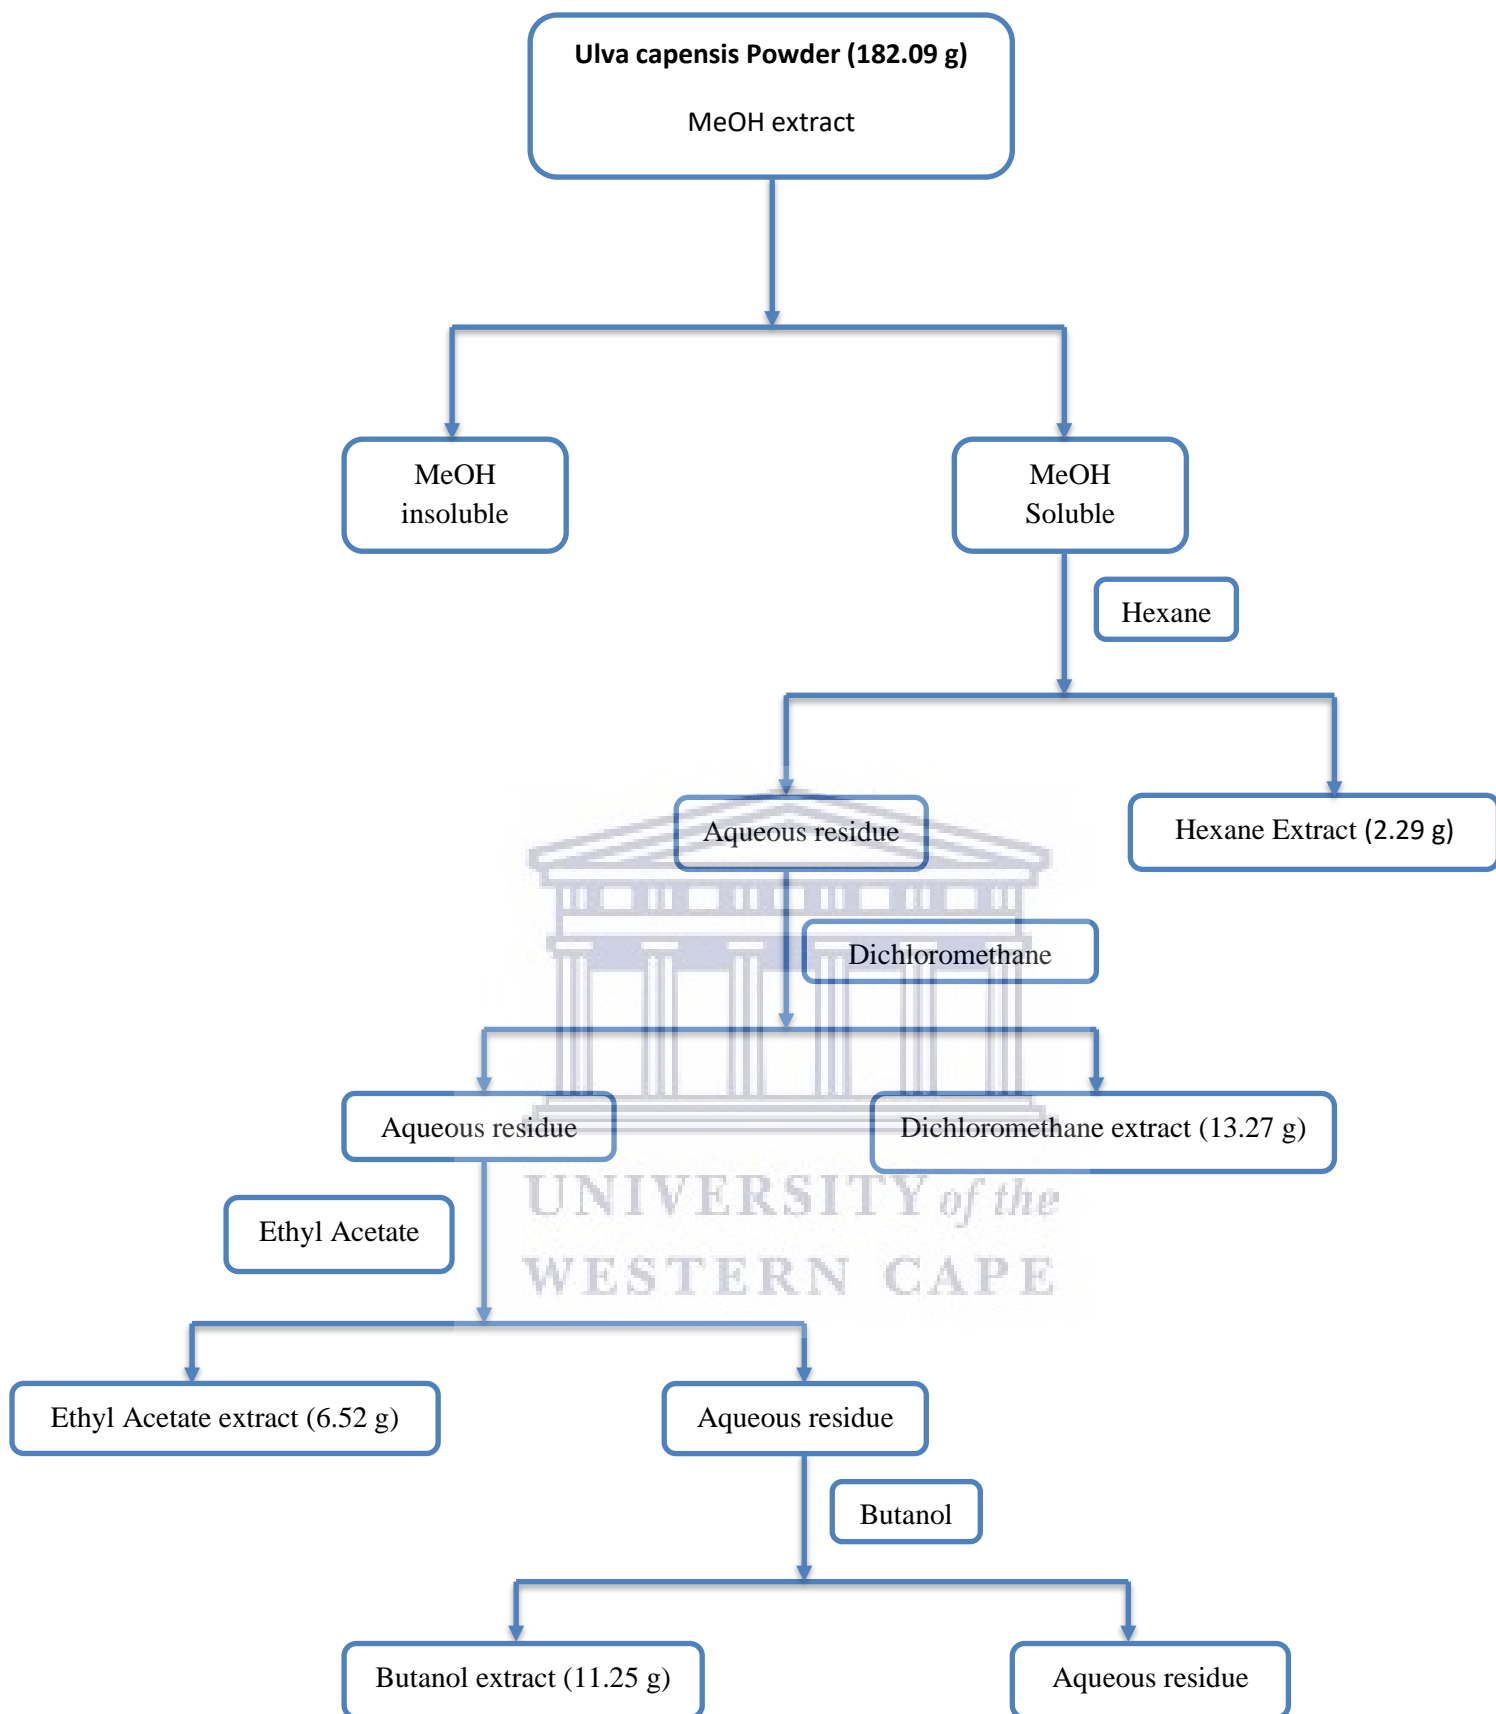 Ulva capensis Powder (182.09 g)
MeOH extract
MeOH
insoluble
MeOH
Soluble
Hexane
Aqueous residue
Hexane Extract (2.29 g)
Dichloromethane
Aqueous residue
Dichloromethane extract (13.27 g)
UNIVERSITY of the
WESTERN CAPE
Ethyl Acetate
Ethyl Acetate extract (6.52 g)
Aqueous residue
Butanol
Butanol extract (11.25 g)
Aqueous residue